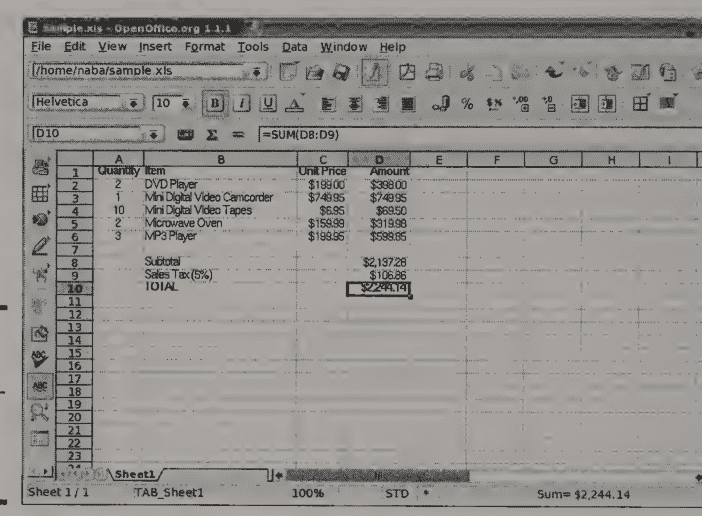 sample.xls - OpenOffice.org 1.1.1
File Edit View Insert Format Tools Data Window Help
/home/naba/sample.xls
Helvetica 10 B I U A % $% .00 .0
D10 Σ = =SUM(D8:D9)
A B C D E F G H I
1 Quantity Item Unit Price Amount
2 2 DVD Player $199.00 $398.00
3 1 Mini Digital Video Camcorder $749.95 $749.95
4 10 Mini Digital Video Tapes $6.95 $69.50
5 2 Microwave Oven $159.99 $319.98
6 3 MP3 Player $199.95 $599.85
7
8 Subtotal $2,137.28
9 Sales Tax (5%) $106.86
10 TOTAL $2,244.14
11
12
13
14
15
16
17
18
19
20
21
22
23
ABC
ABC
Sheet1
Sheet 1 / 1 TAB_Sheet1 100% STD * Sum= $2,244.14